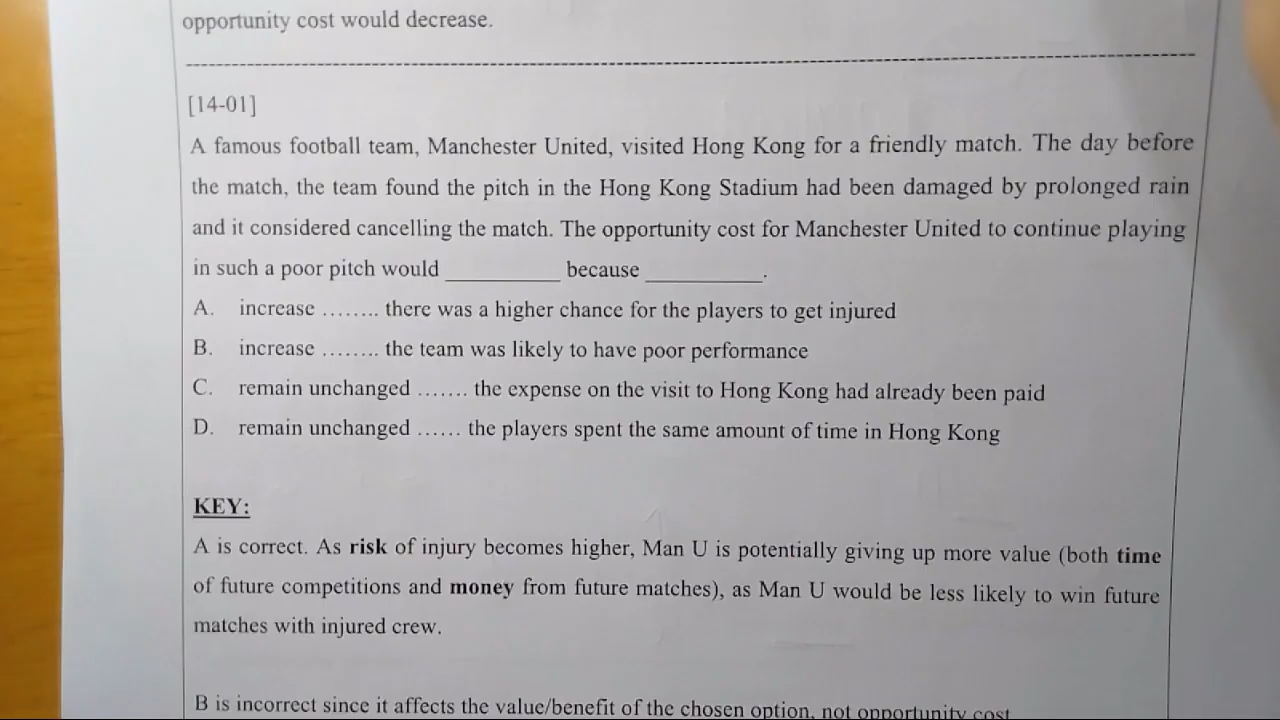 opportunity cost would decrease.
[14-01]
A famous football team, Manchester United, visited Hong Kong for a friendly match. The day before
the match, the team found the pitch in the Hong Kong Stadium had been damaged by prolonged rain
and it considered cancelling the match. The opportunity cost for Manchester United to continue playing
in such a poor pitch would __________ because __________.
A. increase …….. there was a higher chance for the players to get injured
B. increase …….. the team was likely to have poor performance
C. remain unchanged ……. the expense on the visit to Hong Kong had already been paid
D. remain unchanged …… the players spent the same amount of time in Hong Kong
KEY:
A is correct. As risk of injury becomes higher, Man U is potentially giving up more value (both time
of future competitions and money from future matches), as Man U would be less likely to win future
matches with injured crew.
B is incorrect since it affects the value/benefit of the chosen option, not opportunity cost